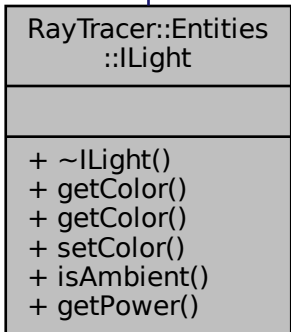 RayTracer::Entities
::ILight
+ ~ILight()
+ getColor()
+ getColor()
+ setColor()
+ isAmbient()
+ getPower()